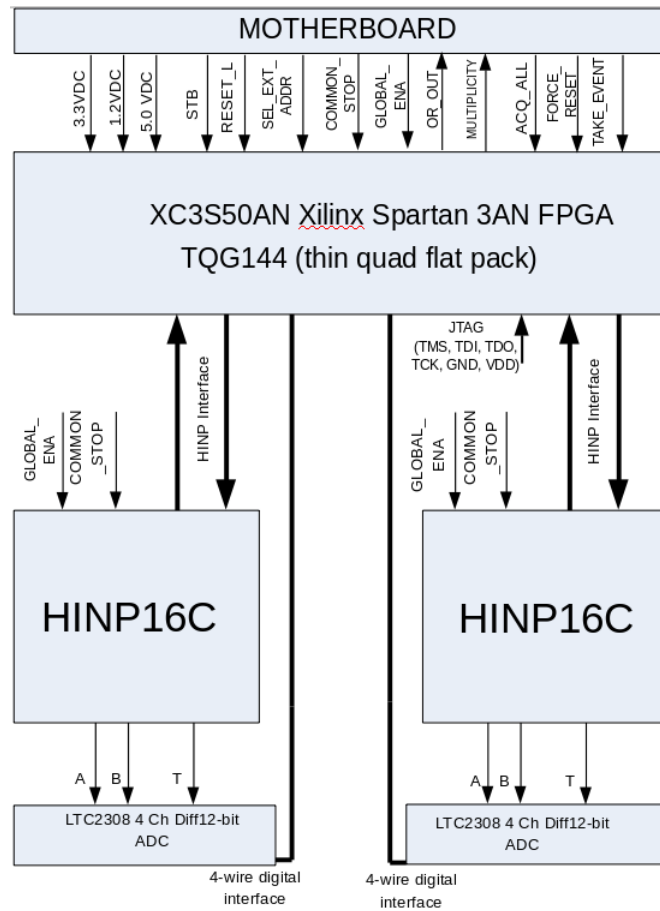 MOTHERBOARD
3.3VDC
1.2VDC
5.0 VDC
STB
RESET_L
SEL_EXT_
ADDR
COMMON_
STOP
GLOBAL_
ENA
OR_OUT
MULTIPLICITY
ACQ_ALL
FORCE_
RESET
TAKE_EVENT
XC3S50AN Xilinx Spartan 3AN FPGA
TQG144 (thin quad flat pack)
JTAG
(TMS, TDI, TDO,
TCK, GND, VDD)
GLOBAL_
ENA
COMMON
_STOP
HINP Interface
GLOBAL_
ENA
COMMON
_STOP
HINP Interface
HINP16C
HINP16C
A
B
T
A
B
T
LTC2308 4 Ch Diff12-bit
ADC
LTC2308 4 Ch Diff12-bit
ADC
4-wire digital
interface
4-wire digital
interface